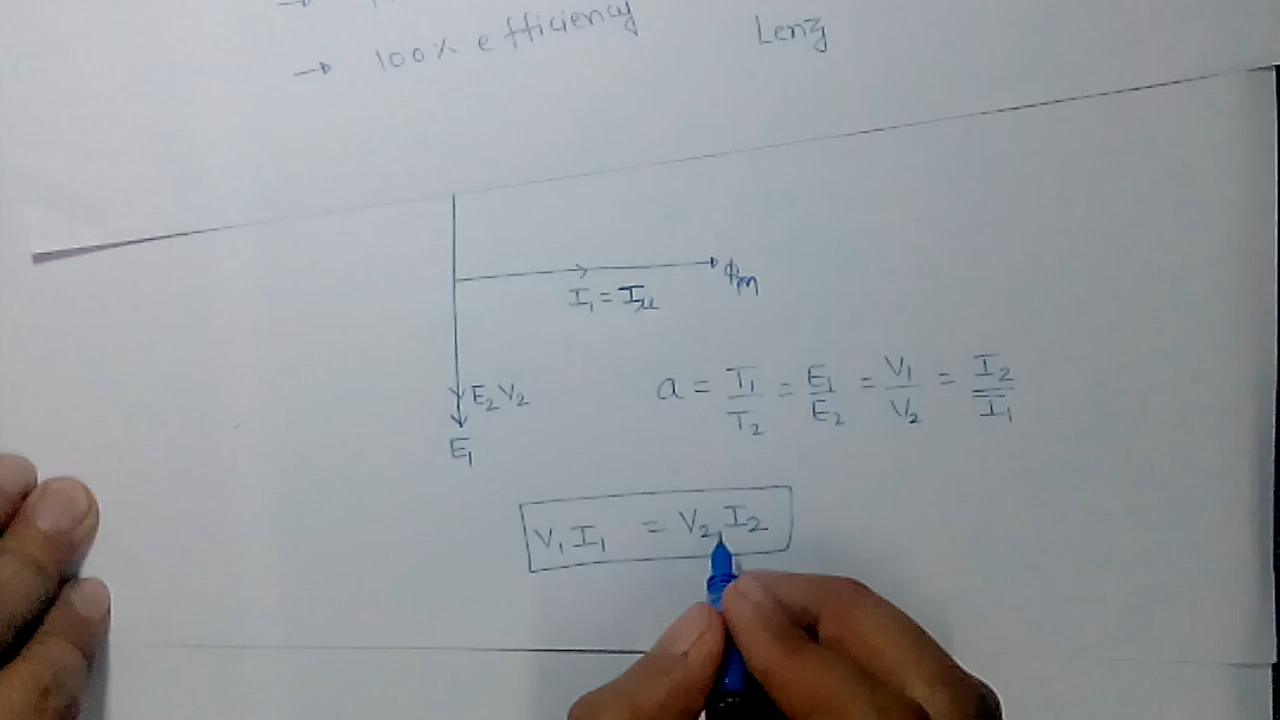 → 100% efficiency
Lenz
Φm
I1 = Iμ
E2 V2
E1
a = T1/T2 = E1/E2 = V1/V2 = I2/I1
V1 I1 = V2 I2